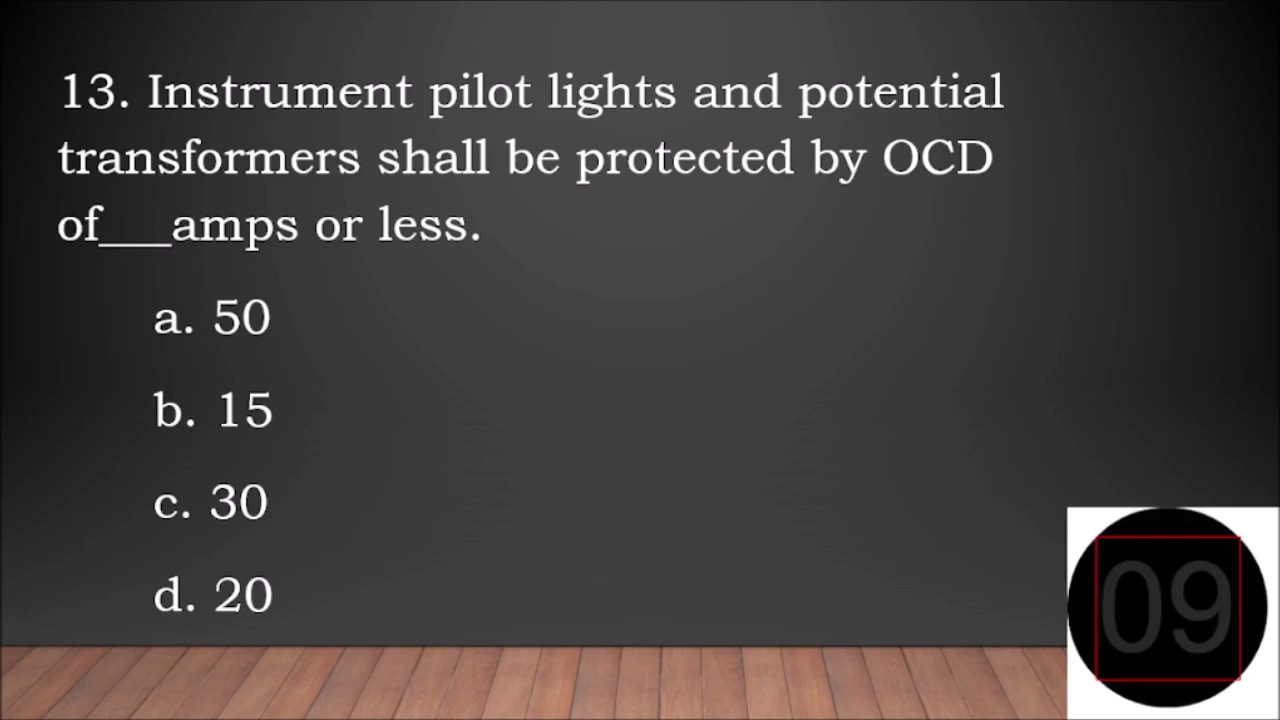 13. Instrument pilot lights and potential
transformers shall be protected by OCD
of___amps or less.
a. 50
b. 15
c. 30
d. 20
09